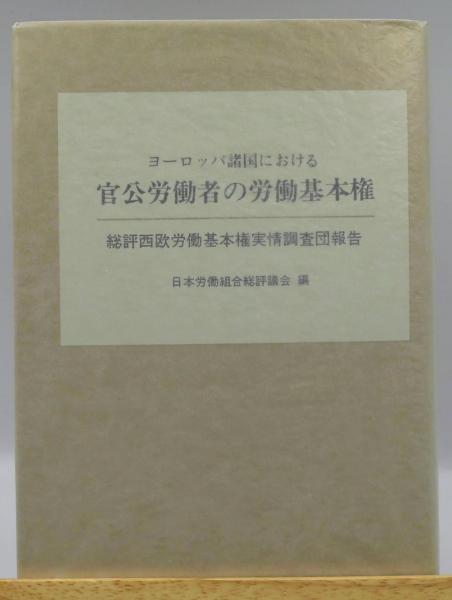 ヨーロッパ諸国における
官公労働者の労働基本権
総評西欧労働基本権実情調査団報告
日本労働組合総評議会 編